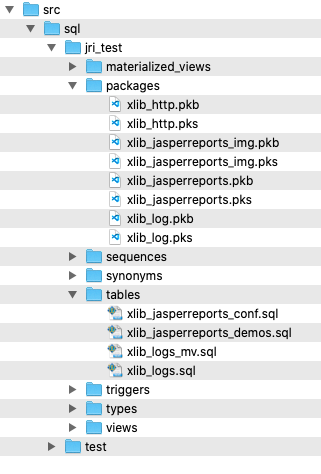 src
sql
jri_test
materialized_views
packages
xlib_http.pkb
xlib_http.pks
xlib_jasperreports_img.pkb
xlib_jasperreports_img.pks
xlib_jasperreports.pkb
xlib_jasperreports.pks
xlib_log.pkb
xlib_log.pks
sequences
synonyms
tables
xlib_jasperreports_conf.sql
xlib_jasperreports_demos.sql
xlib_logs_mv.sql
xlib_logs.sql
triggers
types
views
test